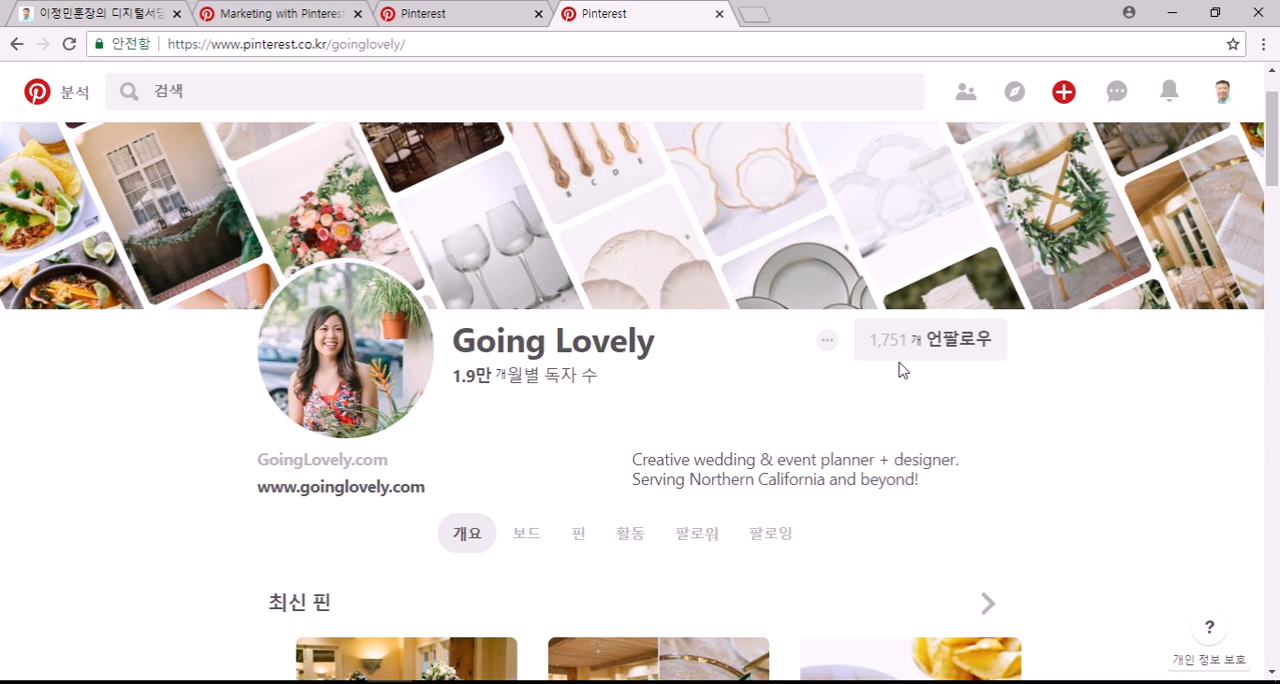 이정민훈장의 디지털서당
Marketing with Pinterest
Pinterest
Pinterest
안전함
https://www.pinterest.co.kr/goinglovely/
분석
검색
B C D E
Going Lovely
1,751 개 언팔로우
1.9만 개월별 독자 수
GoingLovely.com
www.goinglovely.com
Creative wedding & event planner + designer.
Serving Northern California and beyond!
개요 보드 핀 활동 팔로워 팔로잉
최신 핀
?
개인 정보 보호